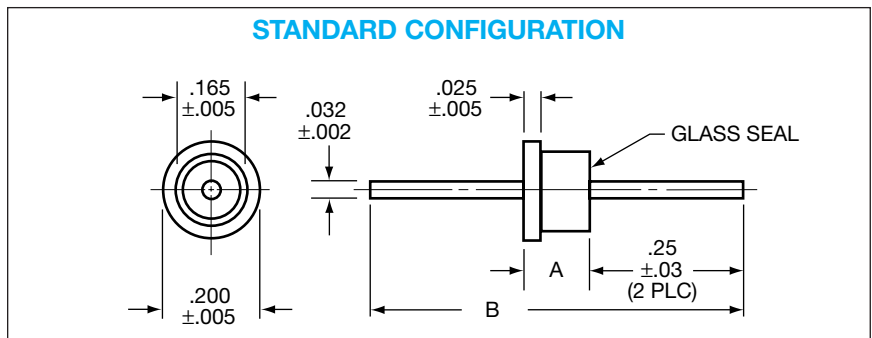 STANDARD CONFIGURATION
.165
±.005
.032
±.002
.025
±.005
GLASS SEAL
A
.25
±.03
(2 PLC)
B
.200
±.005